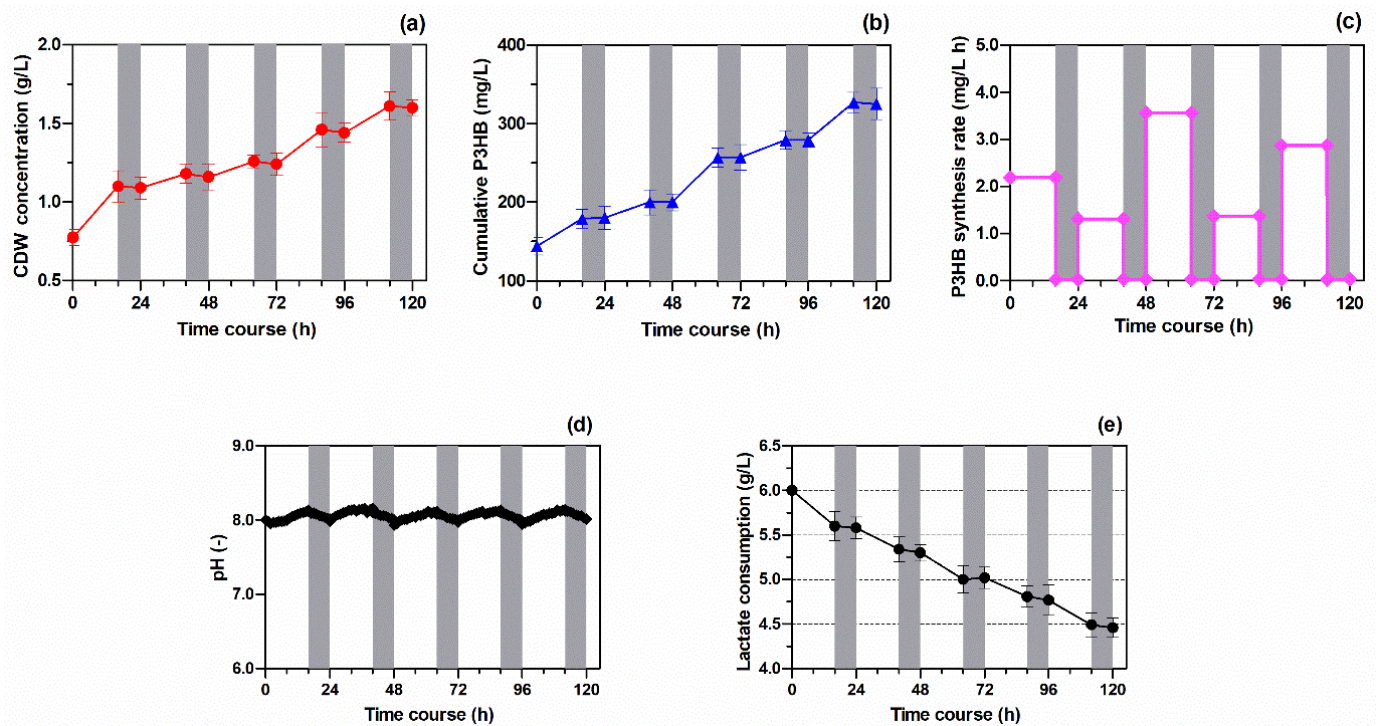 (a)
CDW concentration (g/L)
2.0
1.5
1.0
0.5
0 24 48 72 96 120
Time course (h)
(b)
Cumulative P3HB (mg/L)
400
300
200
100
0 24 48 72 96 120
Time course (h)
(c)
P3HB synthesis rate (mg/L h)
5.0
4.0
3.0
2.0
1.0
0.0
0 24 48 72 96 120
Time course (h)
(d)
pH (-)
9.0
8.0
7.0
6.0
0 24 48 72 96 120
Time course (h)
(e)
Lactate consumption (g/L)
6.5
6.0
5.5
5.0
4.5
4.0
0 24 48 72 96 120
Time course (h)